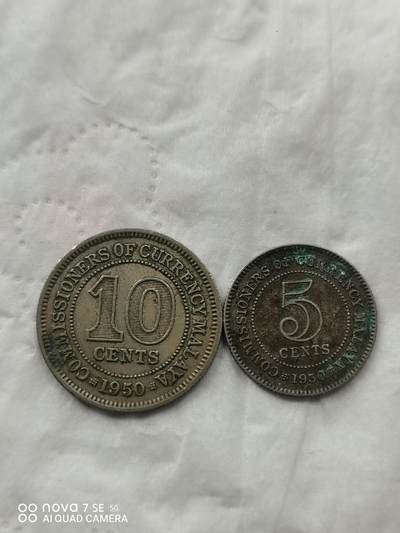 COMMISSIONERS OF CURRENCY MALAYA
10
CENTS
1950
COMMISSIONERS OF CURRENCY MALAYA
5
CENTS
nova 7 SE 5G
AI QUAD CAMERA